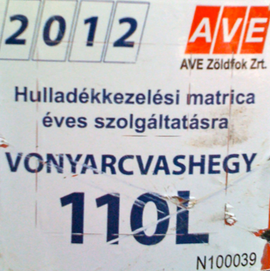 2012
AVE
AVE Zöldfok Zrt.
Hulladékkezelési matrica
éves szolgáltatásra
VONYARCVASHEGY
110L
N100039